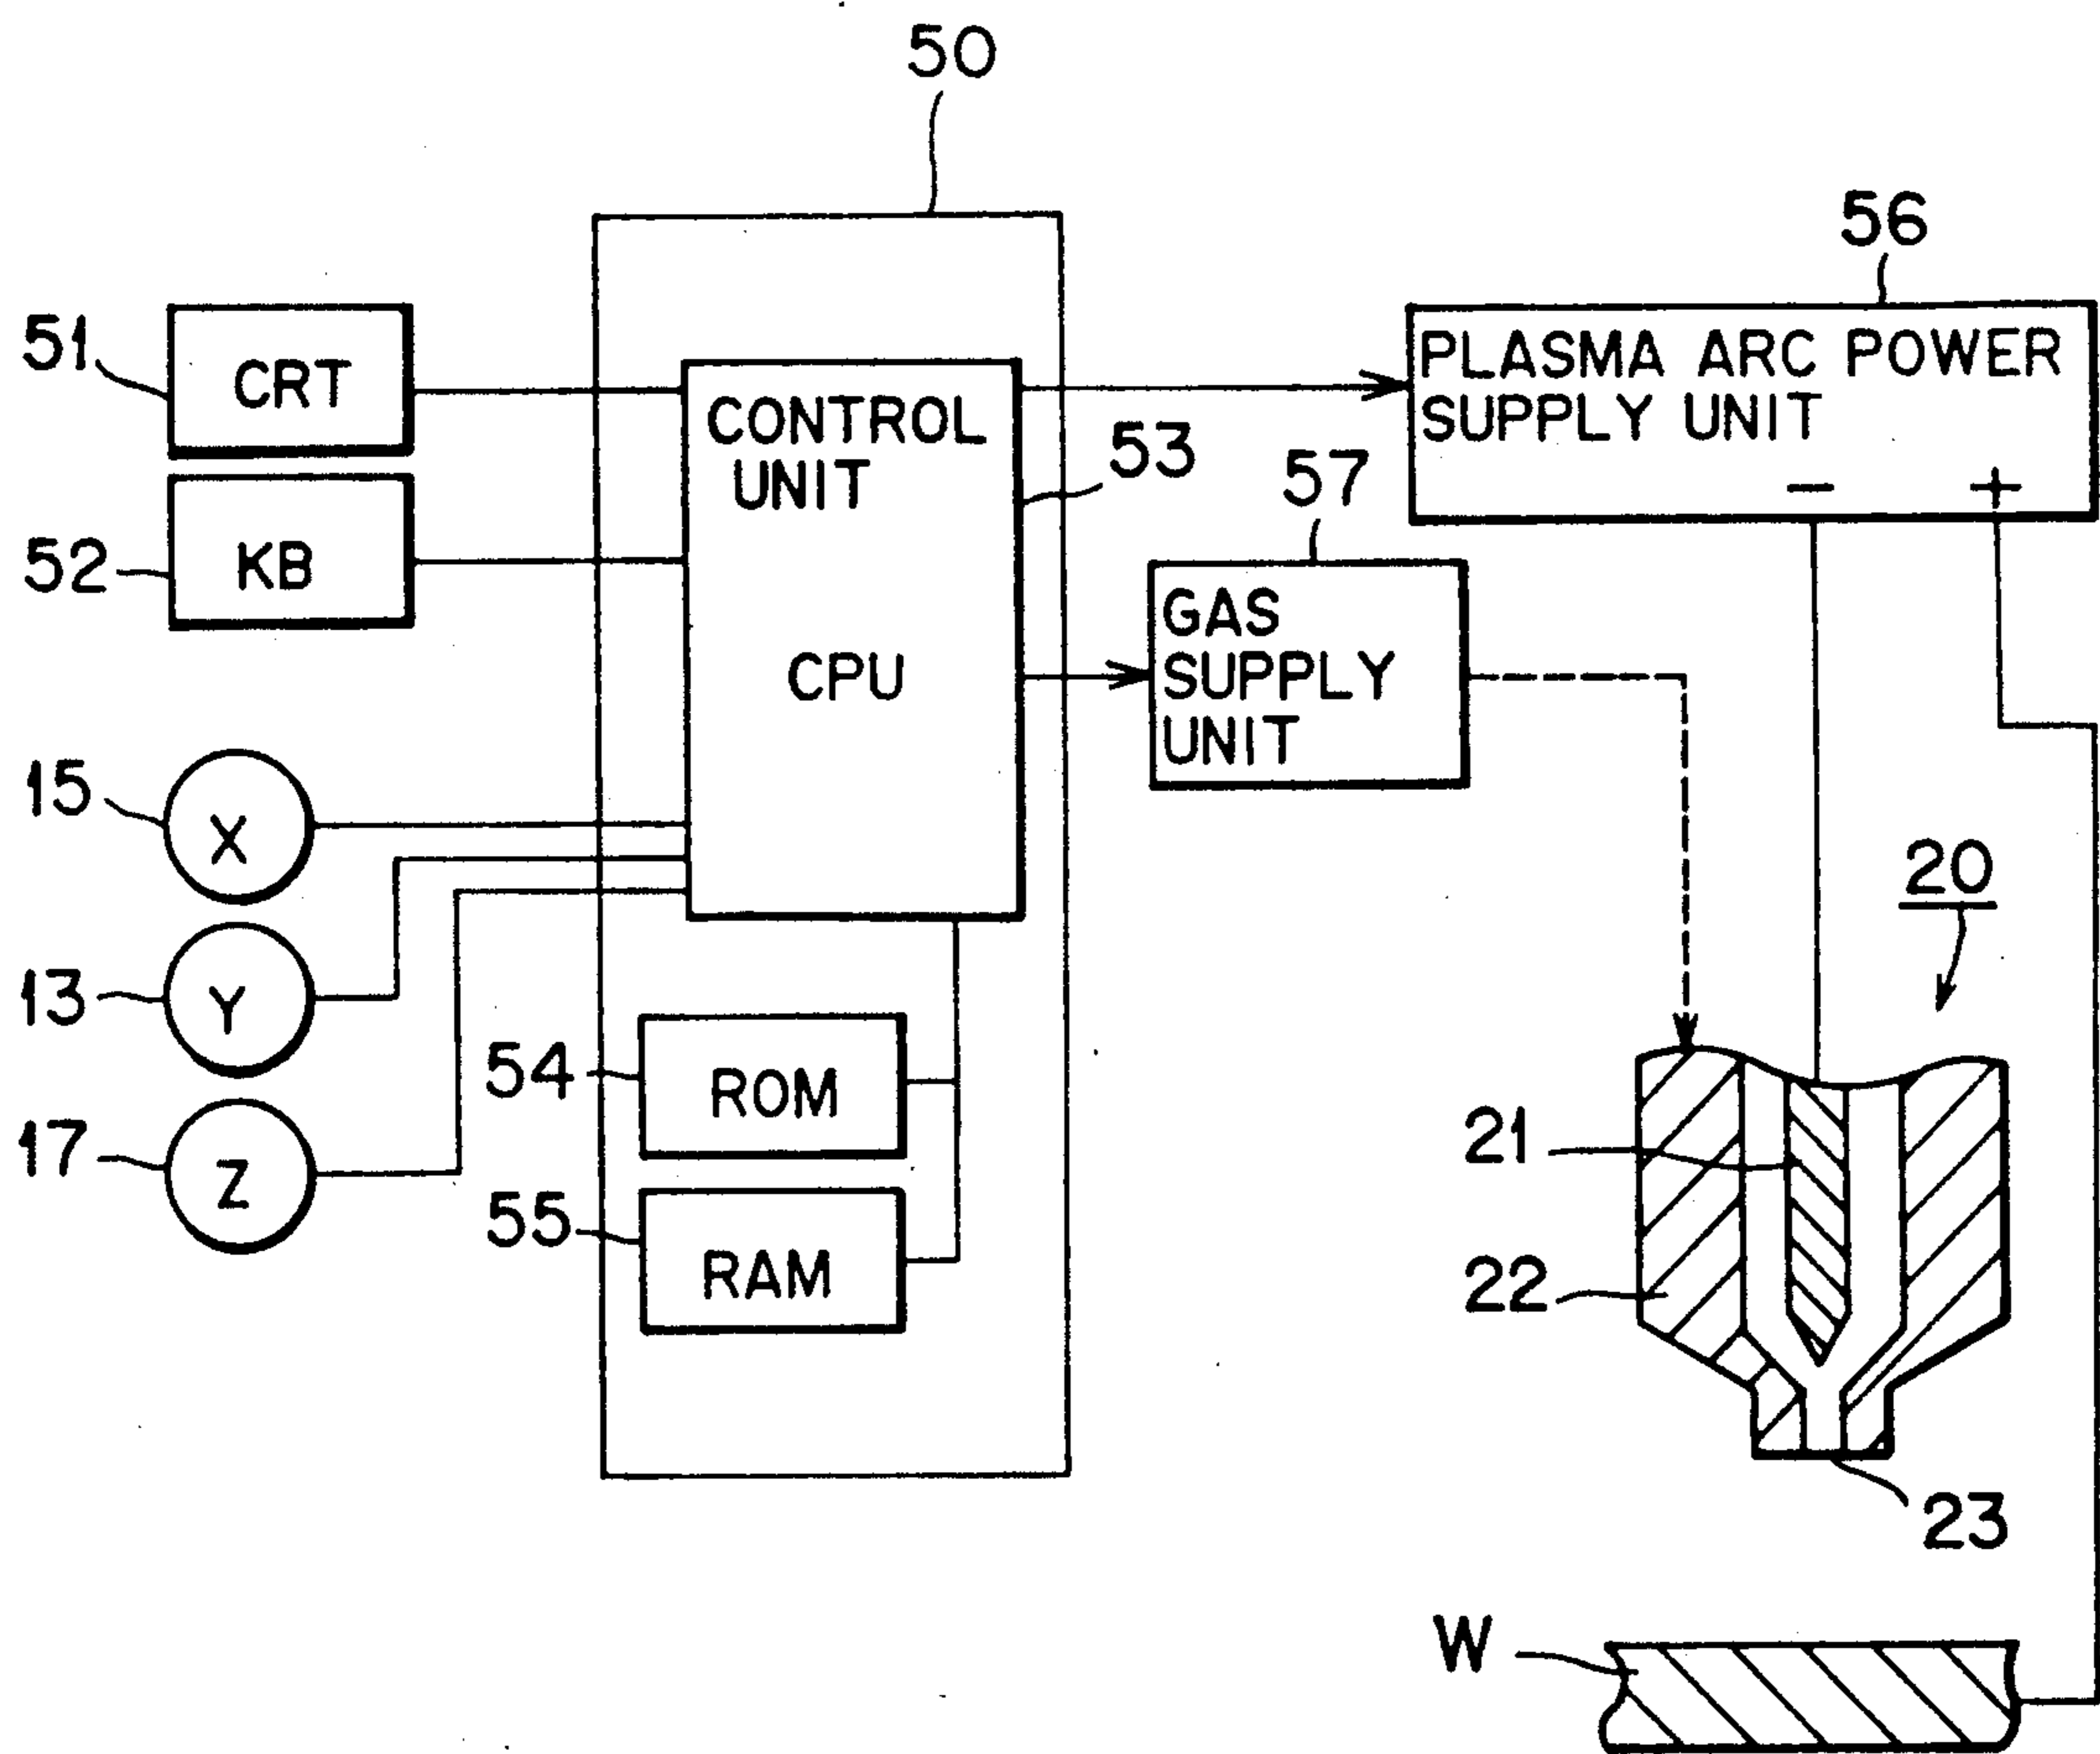 50
56
51
CRT
PLASMA ARC POWER
SUPPLY UNIT
− +
CONTROL
UNIT
53
57
52
KB
GAS
SUPPLY
UNIT
CPU
15
X
20
13
Y
54
ROM
21
17
Z
55
RAM
22
23
W